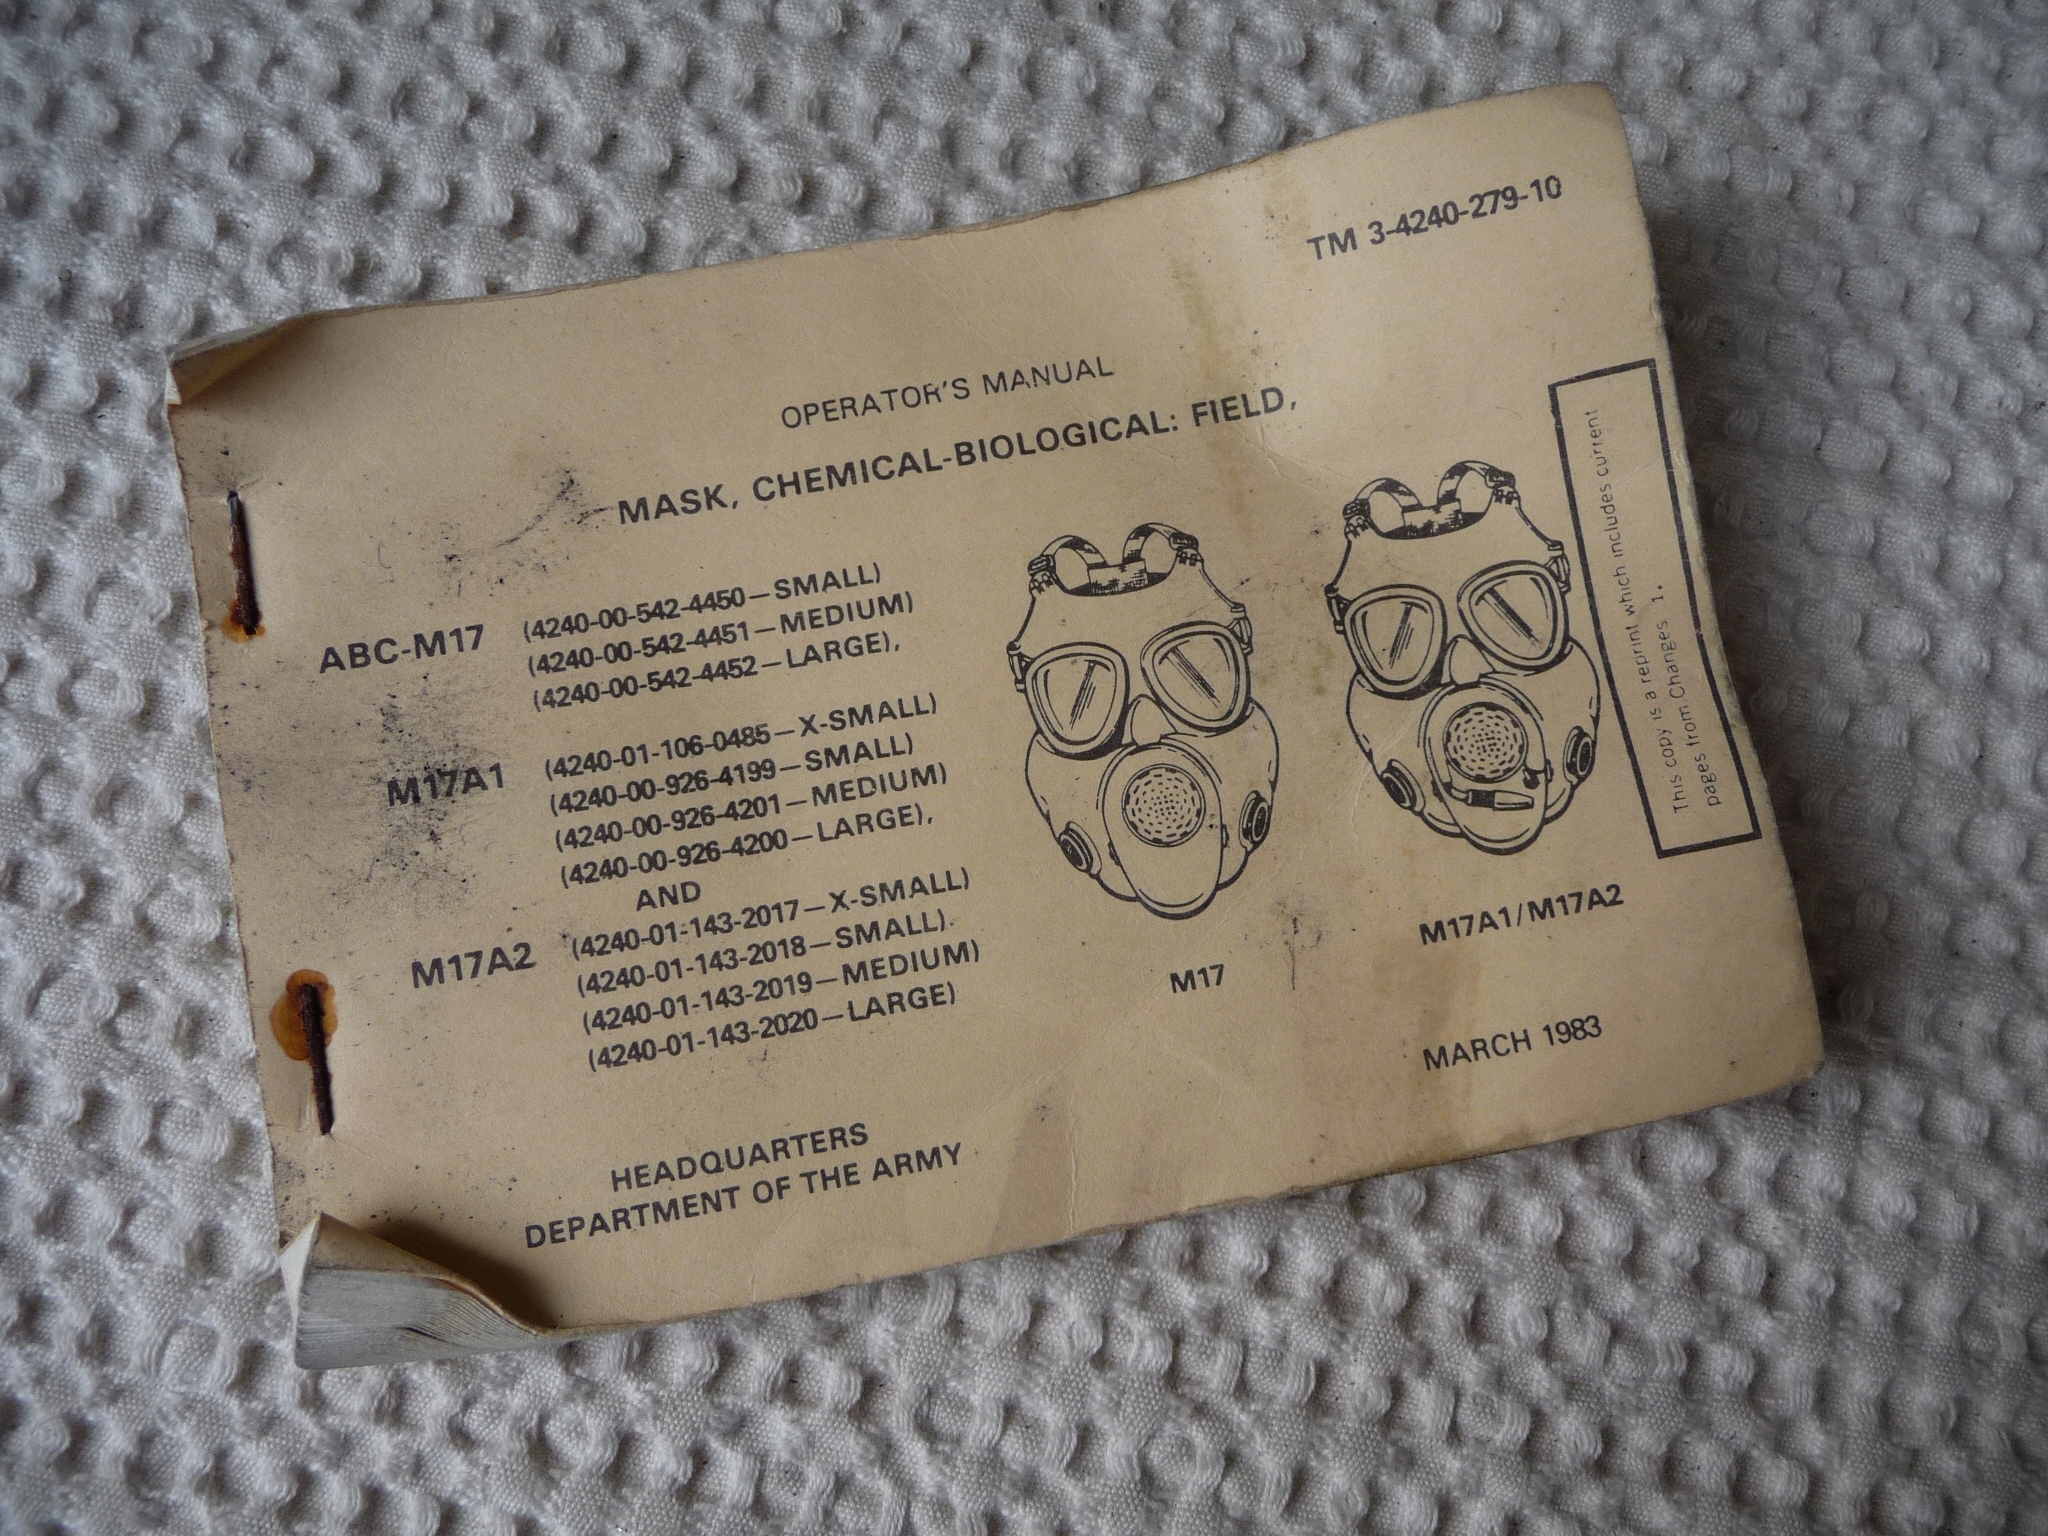 TM 3-4240-279-10
OPERATOR'S MANUAL
MASK, CHEMICAL-BIOLOGICAL: FIELD,
ABC-M17 (4240-00-542-4450—SMALL)
(4240-00-542-4451—MEDIUM)
(4240-00-542-4452—LARGE),
M17A1 (4240-01-106-0485—X-SMALL)
(4240-00-926-4199—SMALL)
(4240-00-926-4201—MEDIUM)
(4240-00-926-4200—LARGE),
AND
M17A2 (4240-01-143-2017—X-SMALL)
(4240-01-143-2018—SMALL)
(4240-01-143-2019—MEDIUM)
(4240-01-143-2020—LARGE)
M17
M17A1/M17A2
This copy is a reprint which includes current
pages from Changes 1.
HEADQUARTERS
DEPARTMENT OF THE ARMY
MARCH 1983